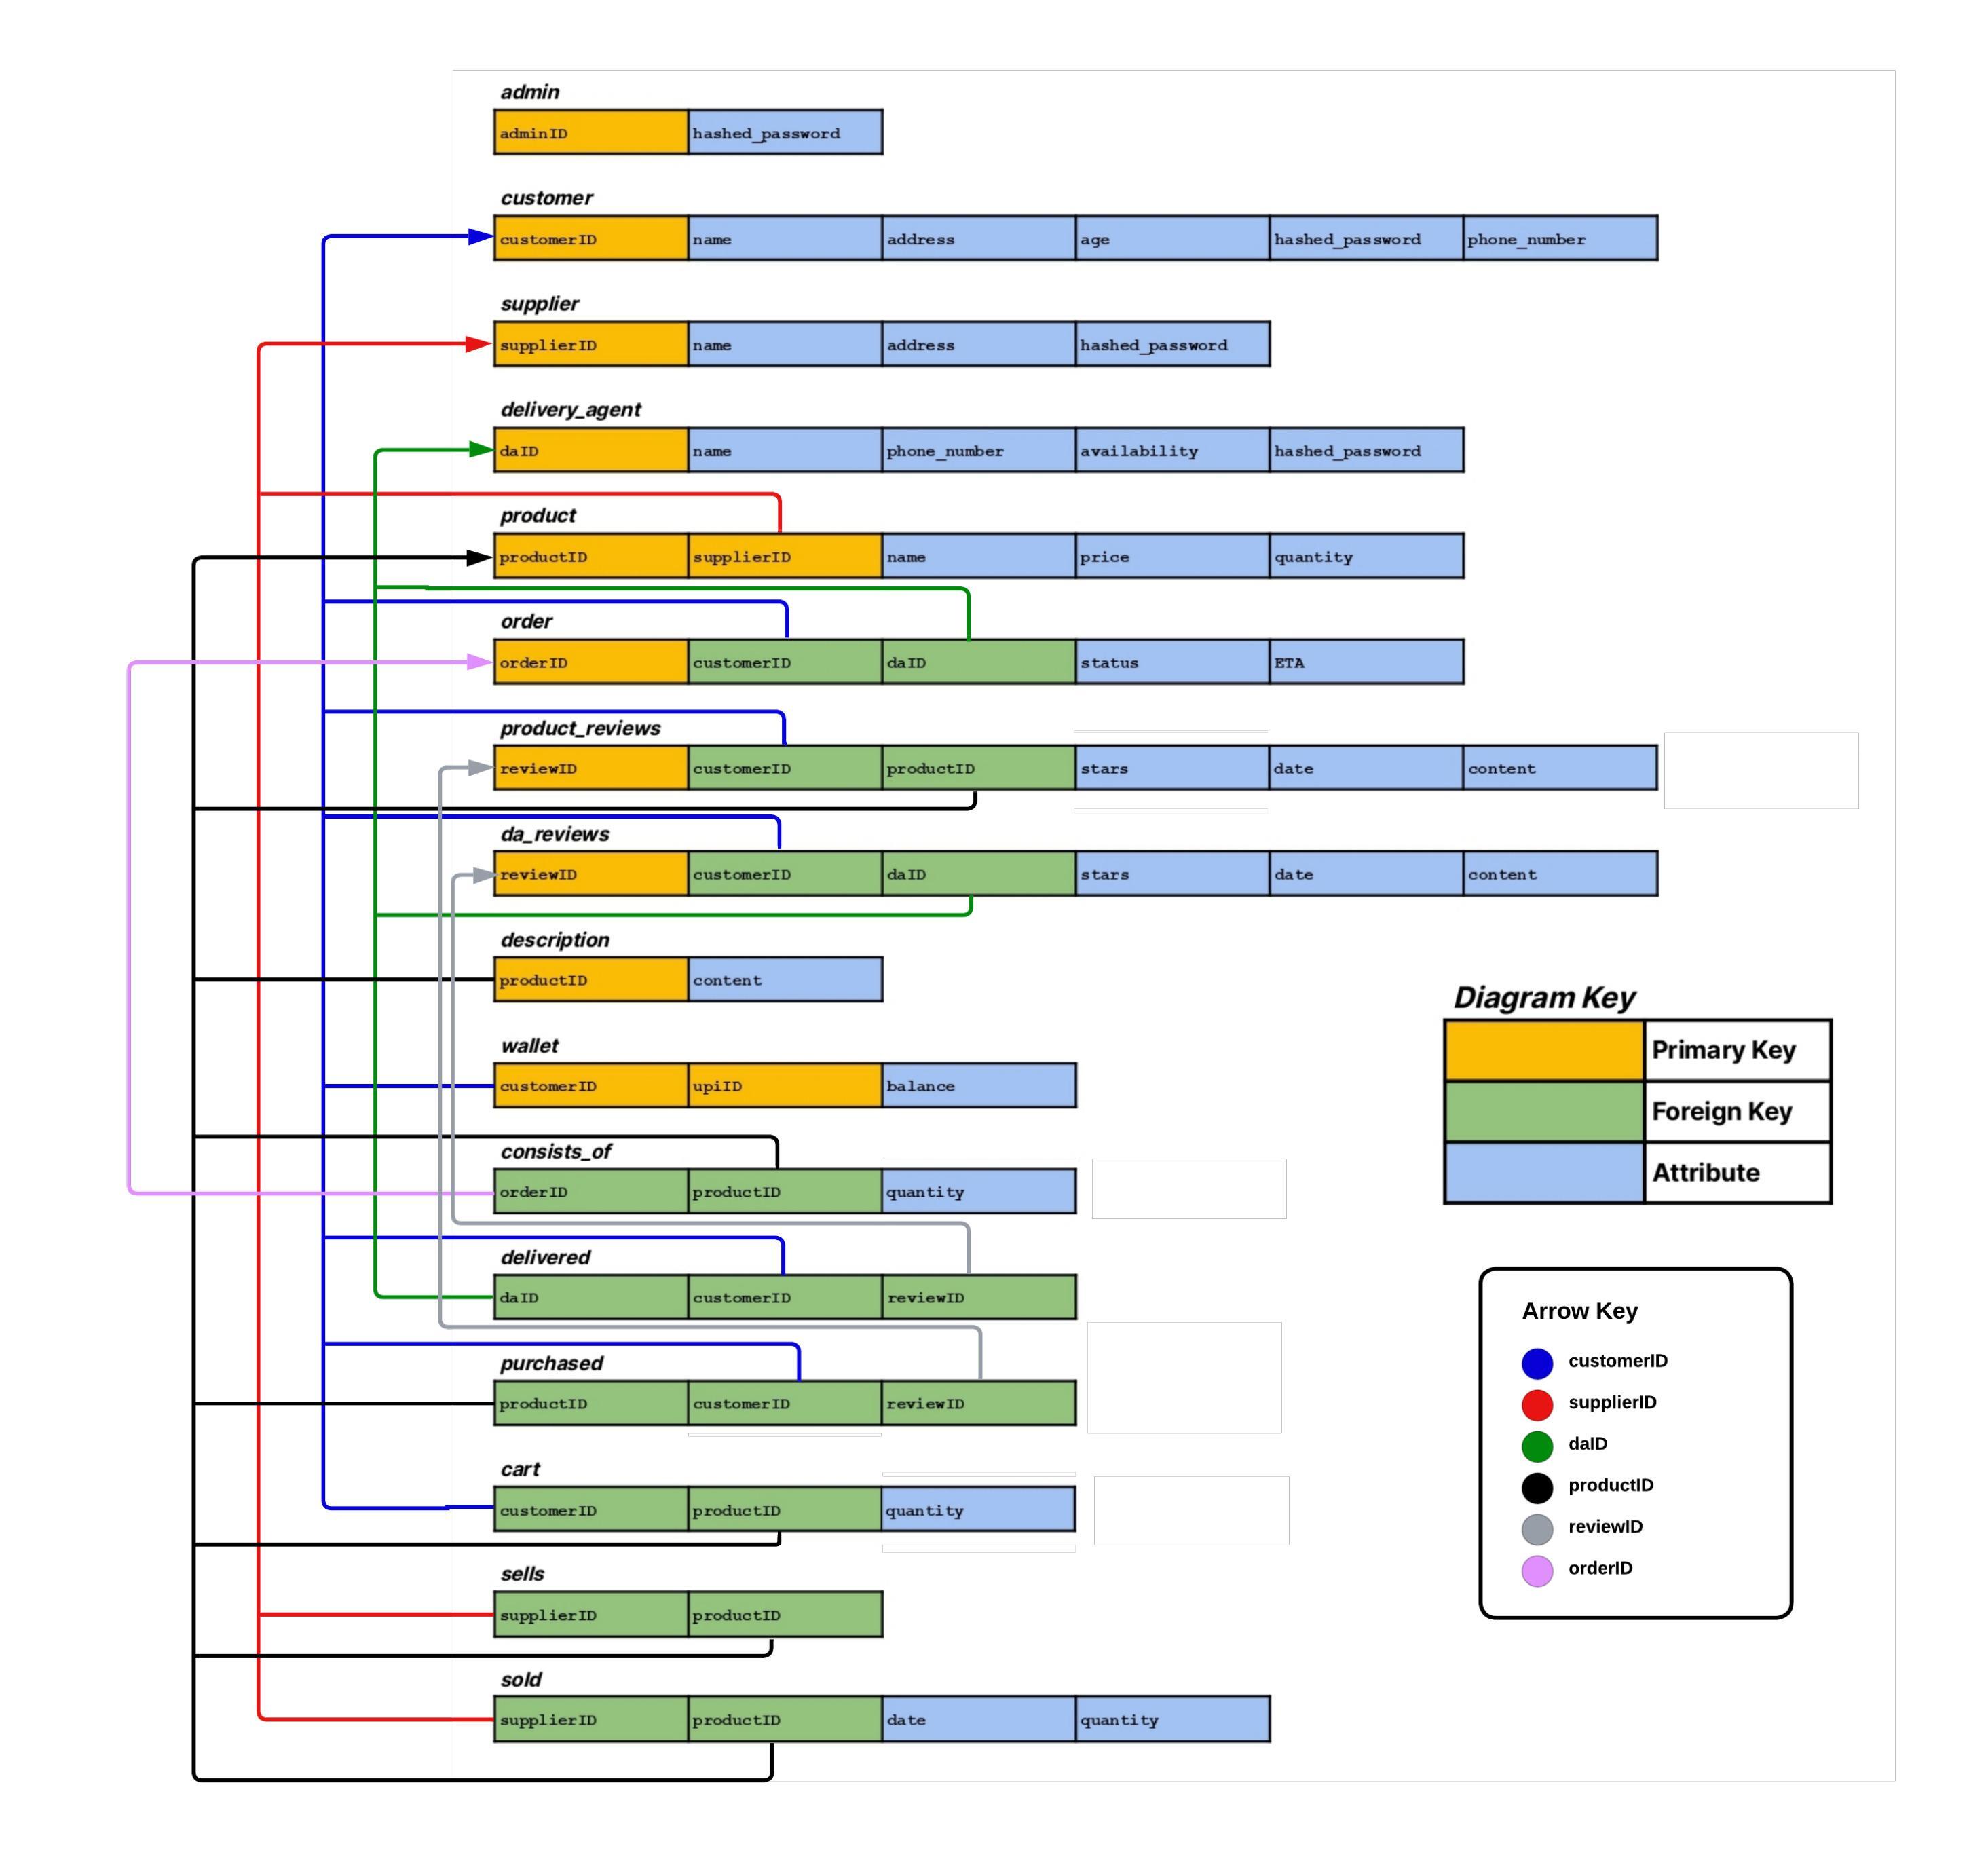 admin
adminID hashed_password
customer
customerID name address age hashed_password phone_number
supplier
supplierID name address hashed_password
delivery_agent
daID name phone_number availability hashed_password
product
productID supplierID name price quantity
order
orderID customerID daID status ETA
product_reviews
reviewID customerID productID stars date content
da_reviews
reviewID customerID daID stars date content
description
productID content
wallet
customerID upiID balance
consists_of
orderID productID quantity
delivered
daID customerID reviewID
purchased
productID customerID reviewID
cart
customerID productID quantity
sells
supplierID productID
sold
supplierID productID date quantity
Diagram Key
Primary Key
Foreign Key
Attribute
Arrow Key
customerID
supplierID
daID
productID
reviewID
orderID